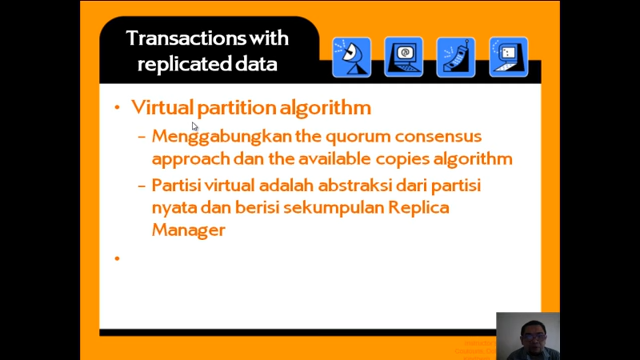 Transactions with
replicated data
• Virtual partition algorithm
– Menggabungkan the quorum consensus
approach dan the available copies algorithm
– Partisi virtual adalah abstraksi dari partisi
nyata dan berisi sekumpulan Replica
Manager
•